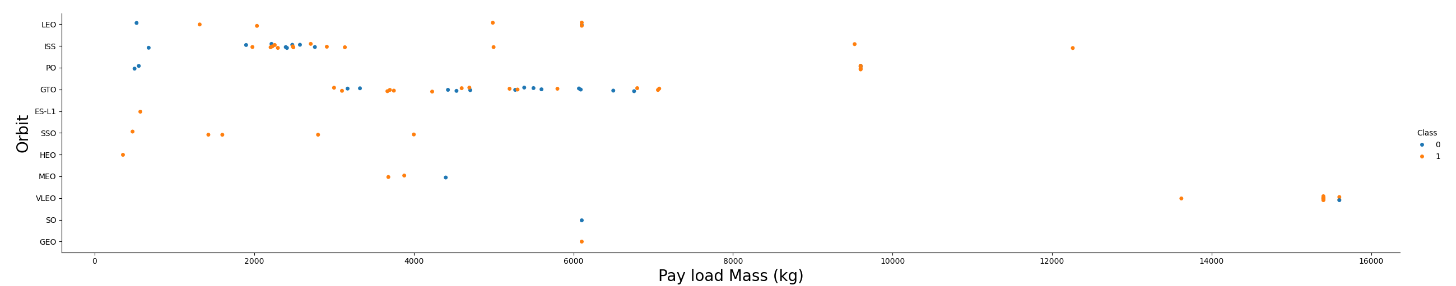 Orbit
LEO
ISS
PO
GTO
ES-L1
SSO
HEO
MEO
VLEO
SO
GEO
0 2000 4000 6000 8000 10000 12000 14000 16000
Pay load Mass (kg)
Class
0
1